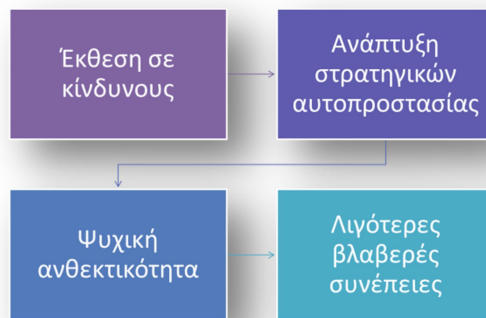 Έκθεση σε
κίνδυνους
Ανάπτυξη
στρατηγικών
αυτοπροστασίας
Ψυχική
ανθεκτικότητα
Λιγότερες
βλαβερές
συνέπειες